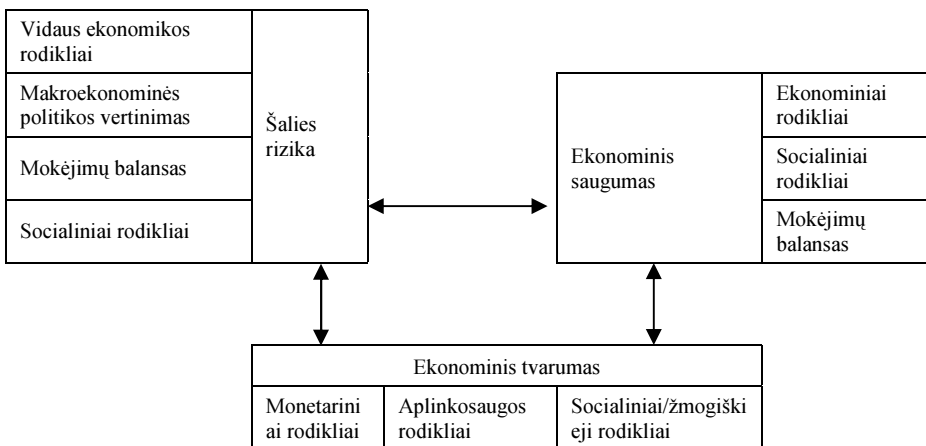 Vidaus ekonomikos
rodikliai
Makroekonominės
politikos vertinimas
Mokėjimų balansas
Socialiniai rodikliai
Šalies
rizika
Ekonominis
saugumas
Ekonominiai
rodikliai
Socialiniai
rodikliai
Mokėjimų
balansas
Ekonominis tvarumas
Monetarini
ai rodikliai
Aplinkosaugos
rodikliai
Socialiniai/žmogiški
eji rodikliai